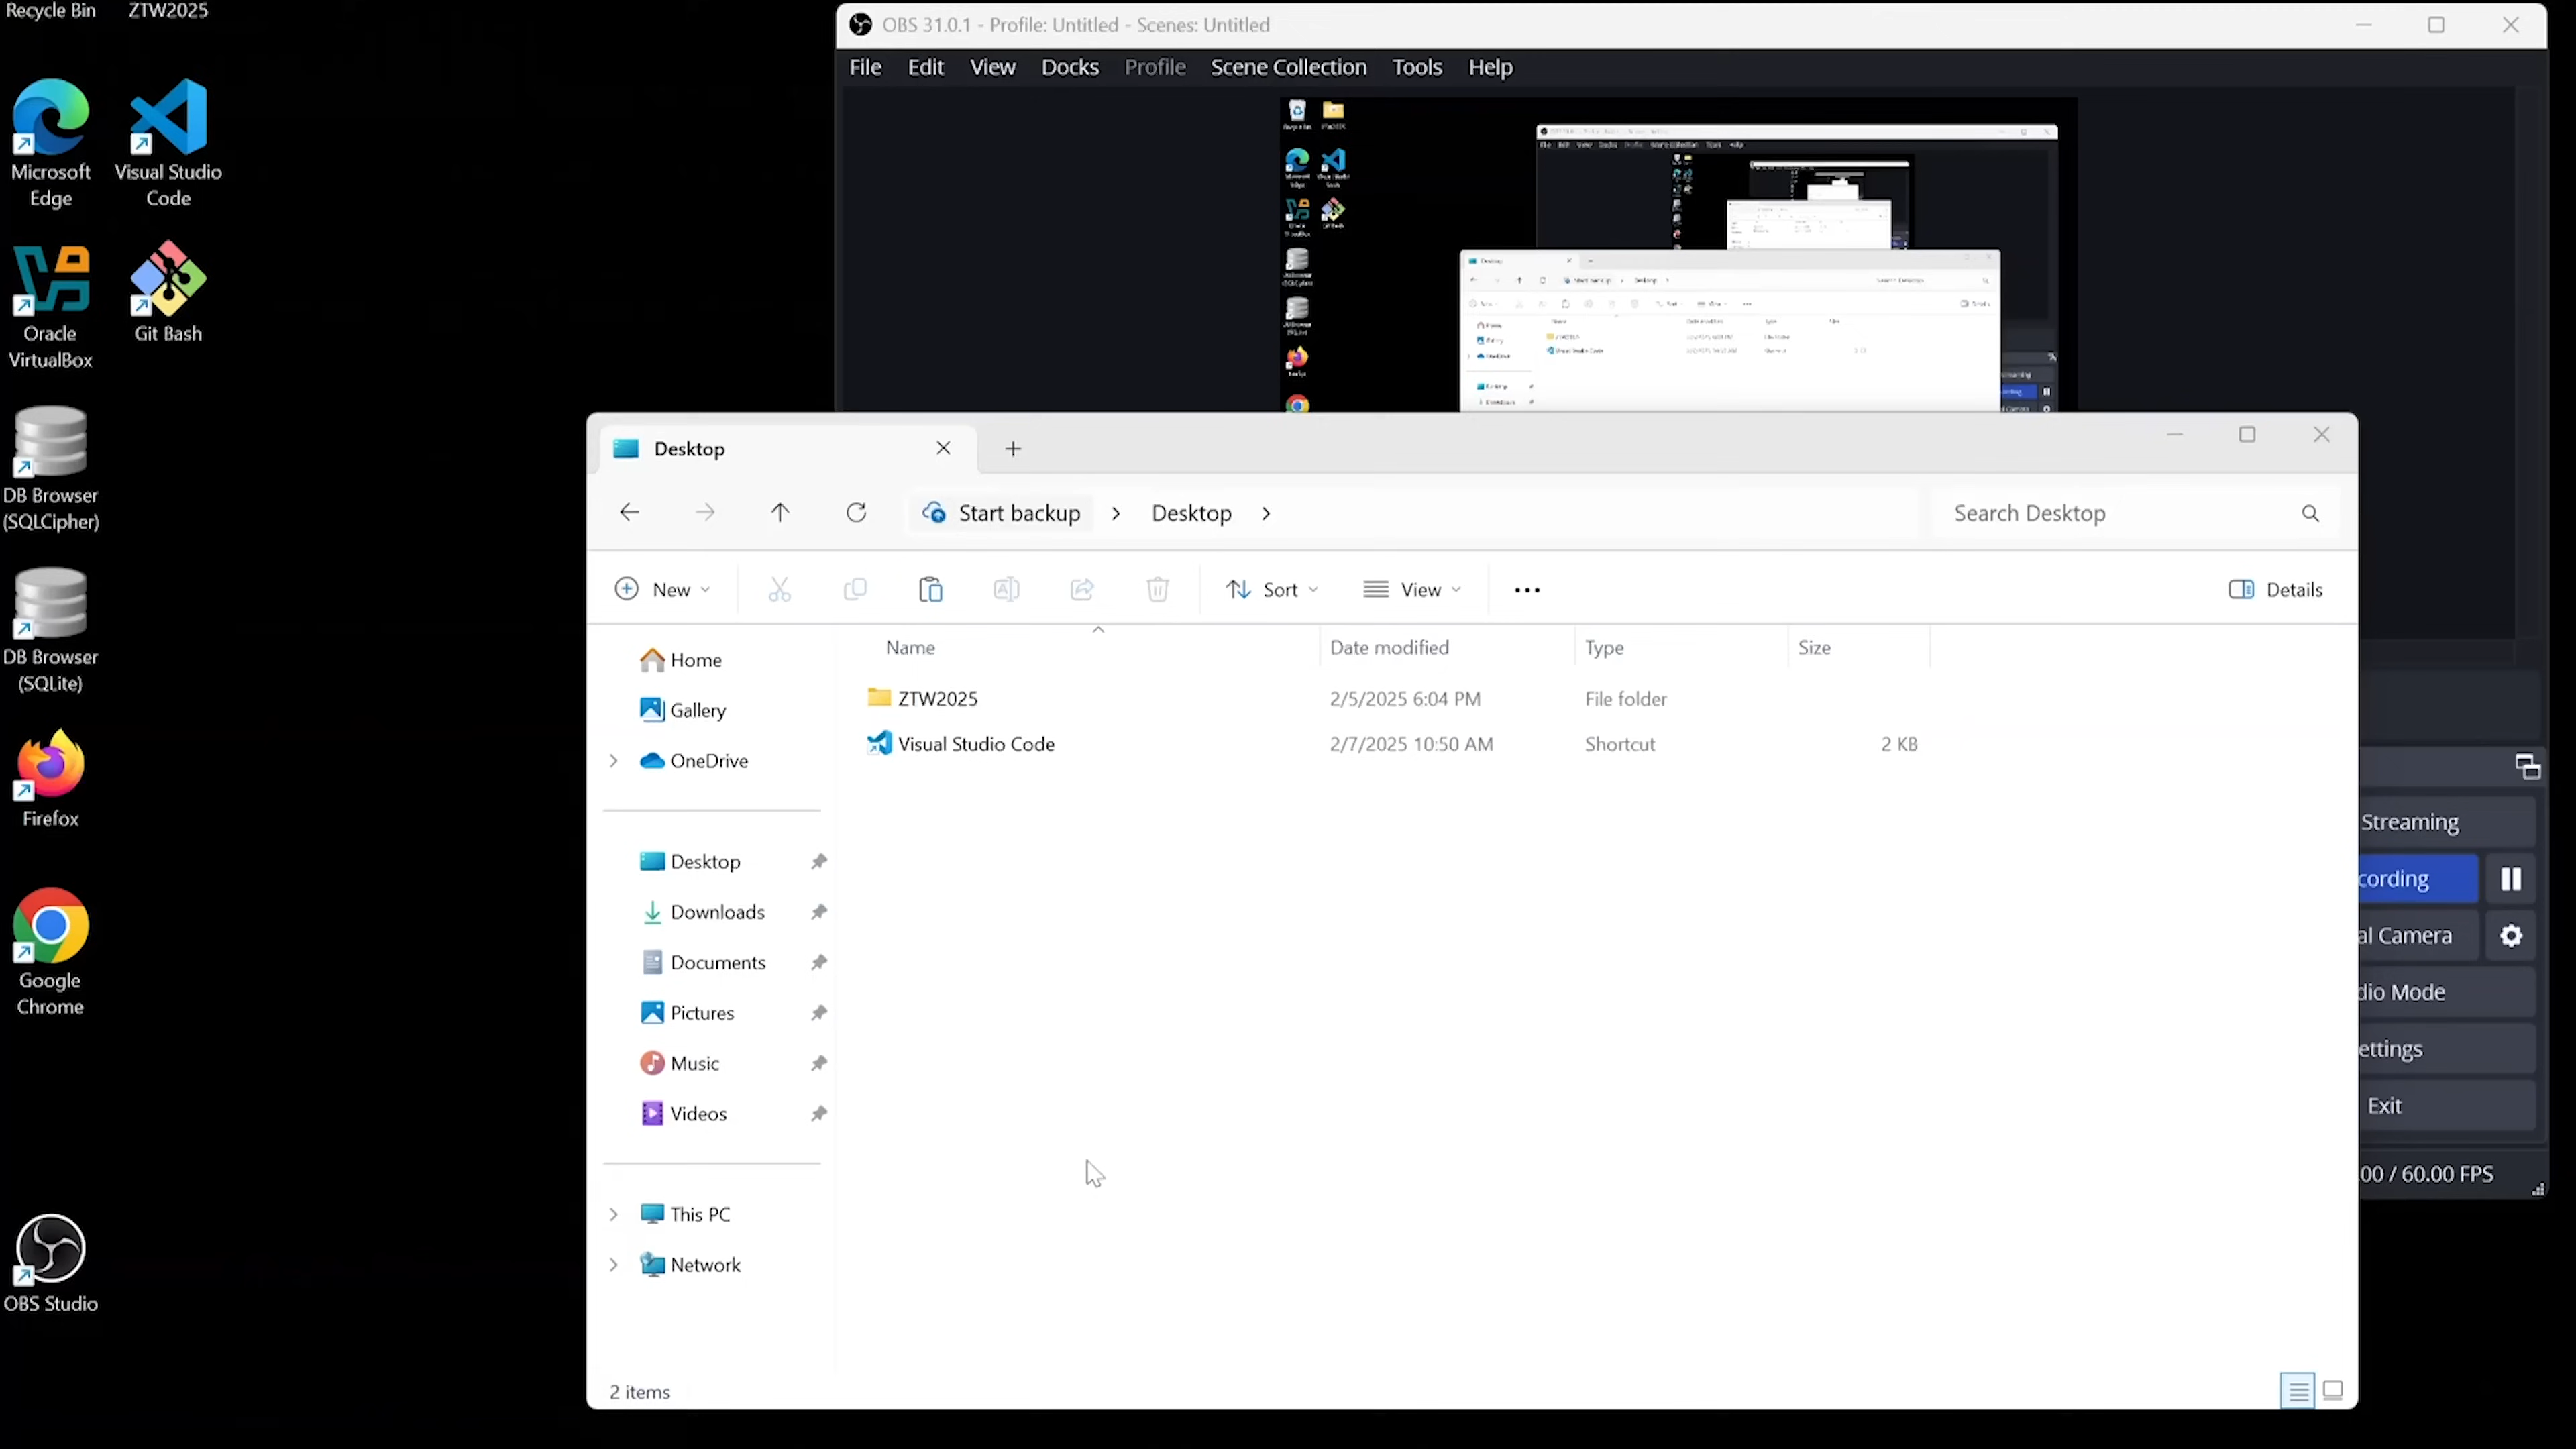 Recycle Bin
ZTW2025
Microsoft
Edge
Visual Studio
Code
Oracle
VirtualBox
Git Bash
DB Browser
(SQLCipher)
DB Browser
(SQLite)
Firefox
Google
Chrome
OBS Studio
OBS 31.0.1 - Profile: Untitled - Scenes: Untitled
File Edit View Docks Profile Scene Collection Tools Help
Desktop
Start backup > Desktop >
Search Desktop
New
Sort
View
Details
Name Date modified Type Size
ZTW2025 2/5/2025 6:04 PM File folder
Visual Studio Code 2/7/2025 10:50 AM Shortcut 2 KB
Home
Gallery
OneDrive
Desktop
Downloads
Documents
Pictures
Music
Videos
This PC
Network
2 items
Streaming
cording
al Camera
dio Mode
ettings
Exit
.00 / 60.00 FPS